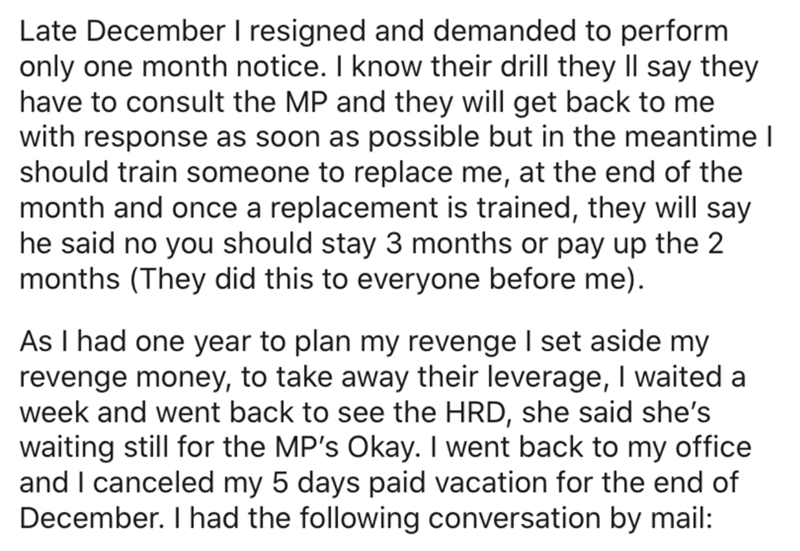 Late December I resigned and demanded to perform
only one month notice. I know their drill they ll say they
have to consult the MP and they will get back to me
with response as soon as possible but in the meantime I
should train someone to replace me, at the end of the
month and once a replacement is trained, they will say
he said no you should stay 3 months or pay up the 2
months (They did this to everyone before me).
As I had one year to plan my revenge I set aside my
revenge money, to take away their leverage, I waited a
week and went back to see the HRD, she said she’s
waiting still for the MP’s Okay. I went back to my office
and I canceled my 5 days paid vacation for the end of
December. I had the following conversation by mail: